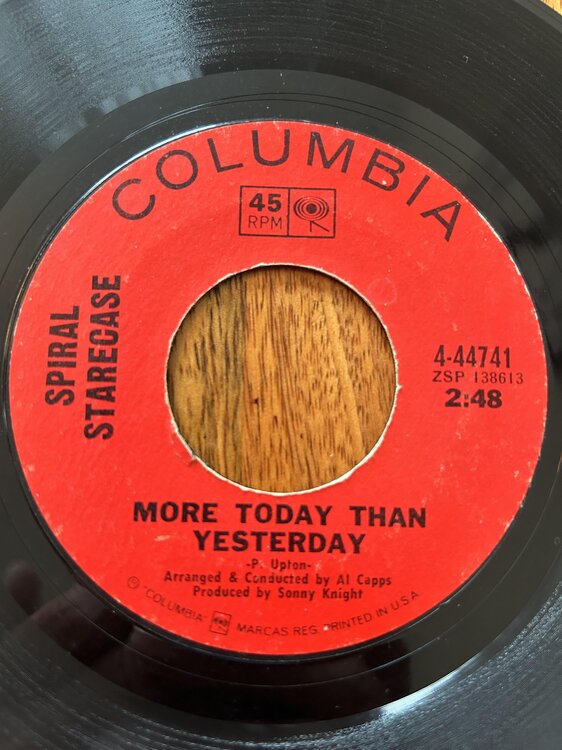 COLUMBIA
45
RPM
SPIRAL
STARECASE
4-44741
ZSP 138613
2:48
MORE TODAY THAN
YESTERDAY
-P. Upton-
Arranged & Conducted by Al Capps
Produced by Sonny Knight
® "COLUMBIA" MARCAS REG. PRINTED IN U.S.A